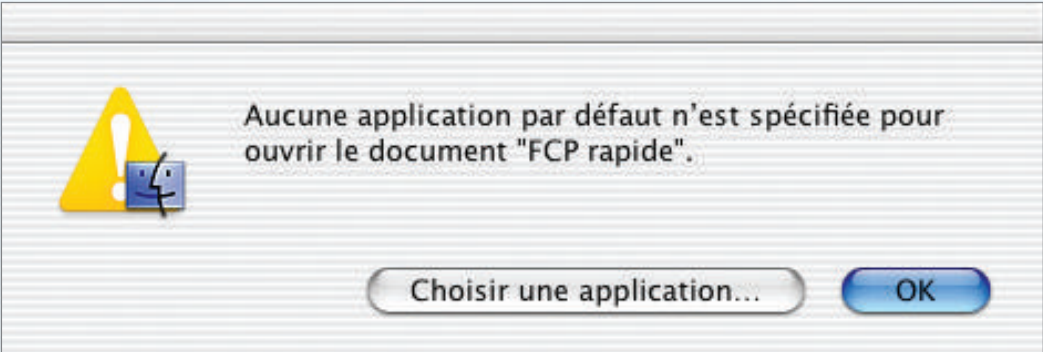 Aucune application par défaut n’est spécifiée pour
ouvrir le document "FCP rapide".
Choisir une application...
OK